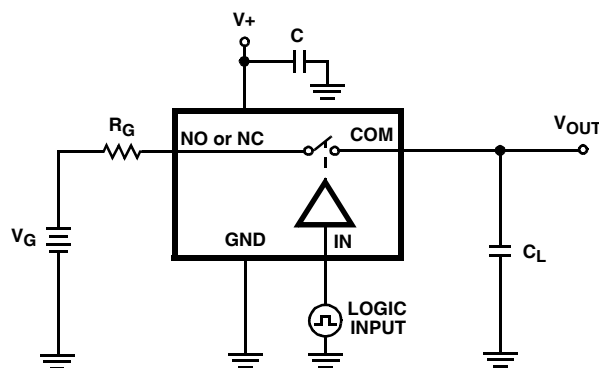 V+
C
RG
NO or NC
COM
VOUT
VG
GND
IN
CL
LOGIC
INPUT